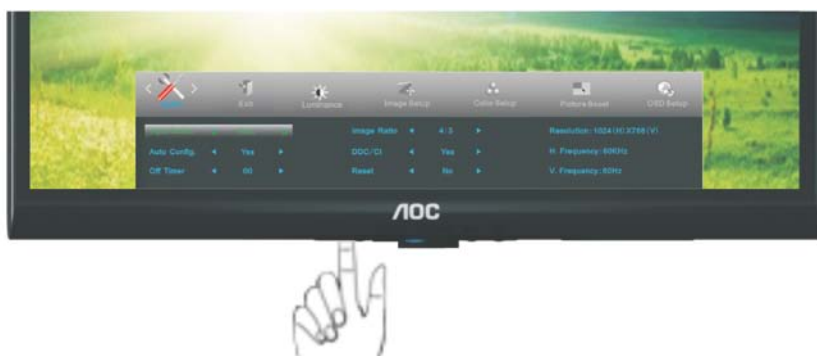 Exit Luminance Image Setup Color Setup Picture Boost OSD Setup
Image Ratio 4:3 Resolution: 1024(H)X768(V)
Auto Config. Yes DDC/CI Yes H. Frequency: 60KHz
Off Timer 00 Reset No V. Frequency: 60Hz
AOC